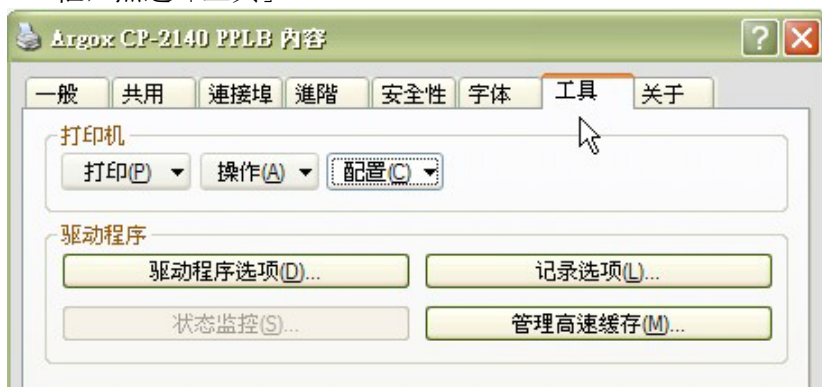 Argox CP-2140 PPLB 內容
一般 共用 連接埠 進階 安全性 字体 工具 关于
打印机
打印(P) 操作(A) 配置(C)
驱动程序
驱动程序选项(D)... 记录选项(L)...
状态监控(S)... 管理高速缓存(M)...